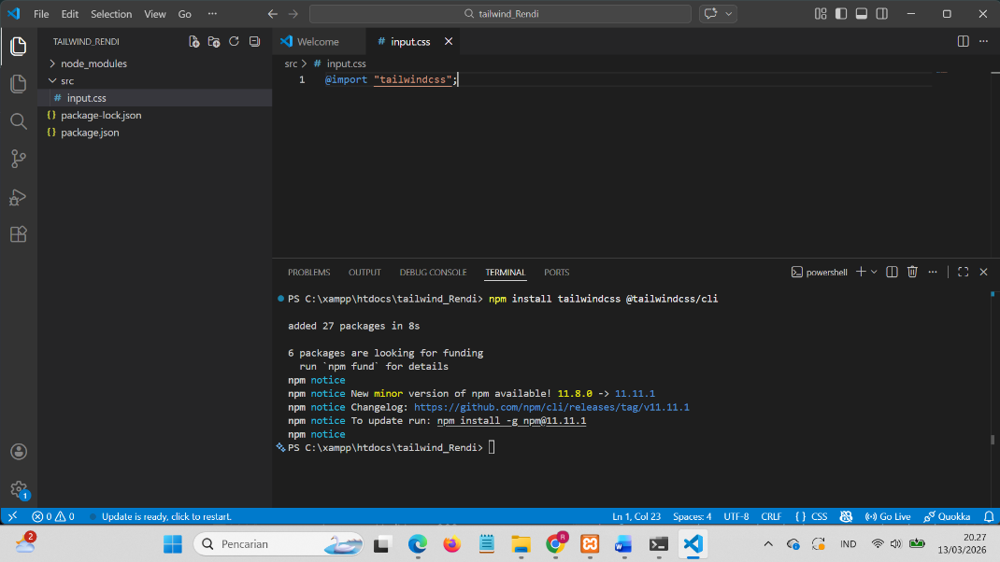 File Edit Selection View Go ··· tailwind_Rendi
TAILWIND_RENDI
Welcome
# input.css
node_modules
src
# input.css
{} package-lock.json
{} package.json
src > # input.css
1 @import "tailwindcss";
PROBLEMS OUTPUT DEBUG CONSOLE TERMINAL PORTS
powershell
PS C:\xampp\htdocs\tailwind_Rendi> npm install tailwindcss @tailwindcss/cli
added 27 packages in 8s
6 packages are looking for funding
run `npm fund` for details
npm notice
npm notice New minor version of npm available! 11.8.0 -> 11.11.1
npm notice Changelog: https://github.com/npm/cli/releases/tag/v11.11.1
npm notice To update run: npm install -g npm@11.11.1
npm notice
PS C:\xampp\htdocs\tailwind_Rendi>
1
0 0 Update is ready, click to restart. Ln 1, Col 23 Spaces: 4 UTF-8 CRLF {} CSS Go Live Quokka
2
Pencarian
R
IND
20.27
13/03/2026